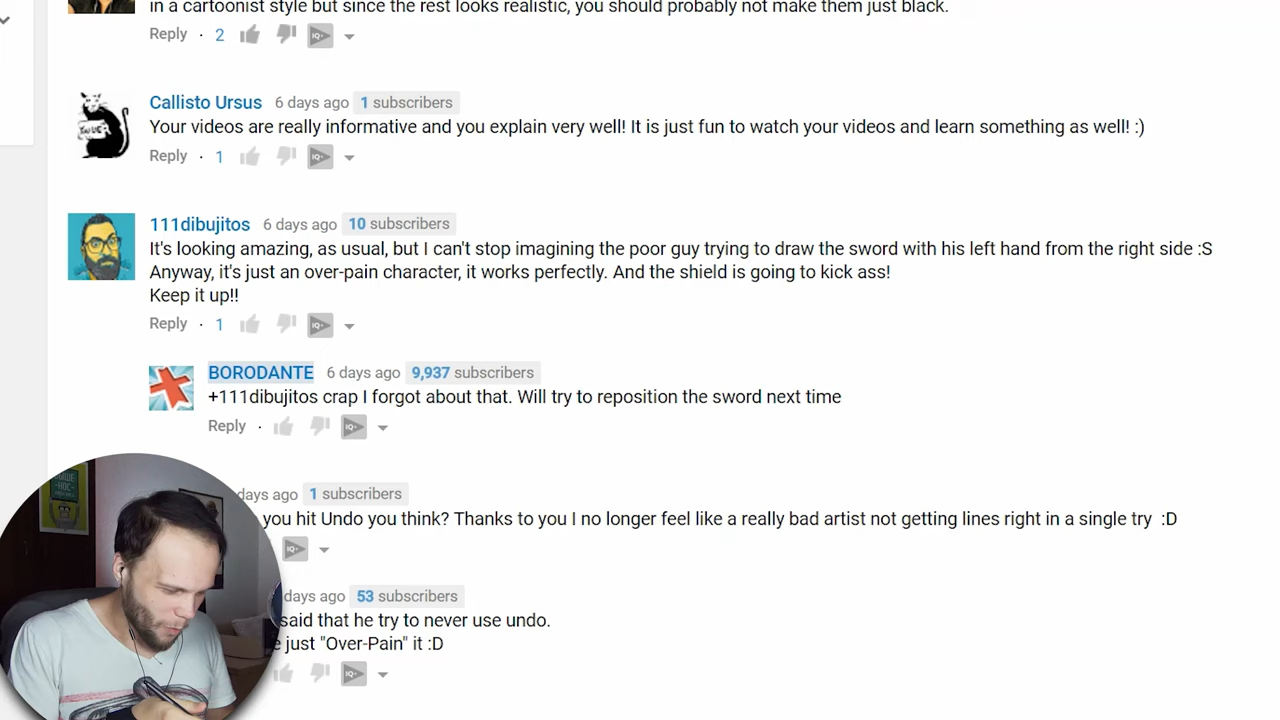 in a cartoonist style but since the rest looks realistic, you should probably not make them just black.
Reply · 2 IQ+
Callisto Ursus 6 days ago 1 subscribers
Your videos are really informative and you explain very well! It is just fun to watch your videos and learn something as well! :)
Reply · 1 IQ+
111dibujitos 6 days ago 10 subscribers
It's looking amazing, as usual, but I can't stop imagining the poor guy trying to draw the sword with his left hand from the right side :S
Anyway, it's just an over-pain character, it works perfectly. And the shield is going to kick ass!
Keep it up!!
Reply · 1 IQ+
BORODANTE 6 days ago 9,937 subscribers
+111dibujitos crap I forgot about that. Will try to reposition the sword next time
Reply · IQ+
days ago 1 subscribers
you hit Undo you think? Thanks to you I no longer feel like a really bad artist not getting lines right in a single try :D
IQ+
days ago 53 subscribers
said that he try to never use undo.
just "Over-Pain" it :D
IQ+